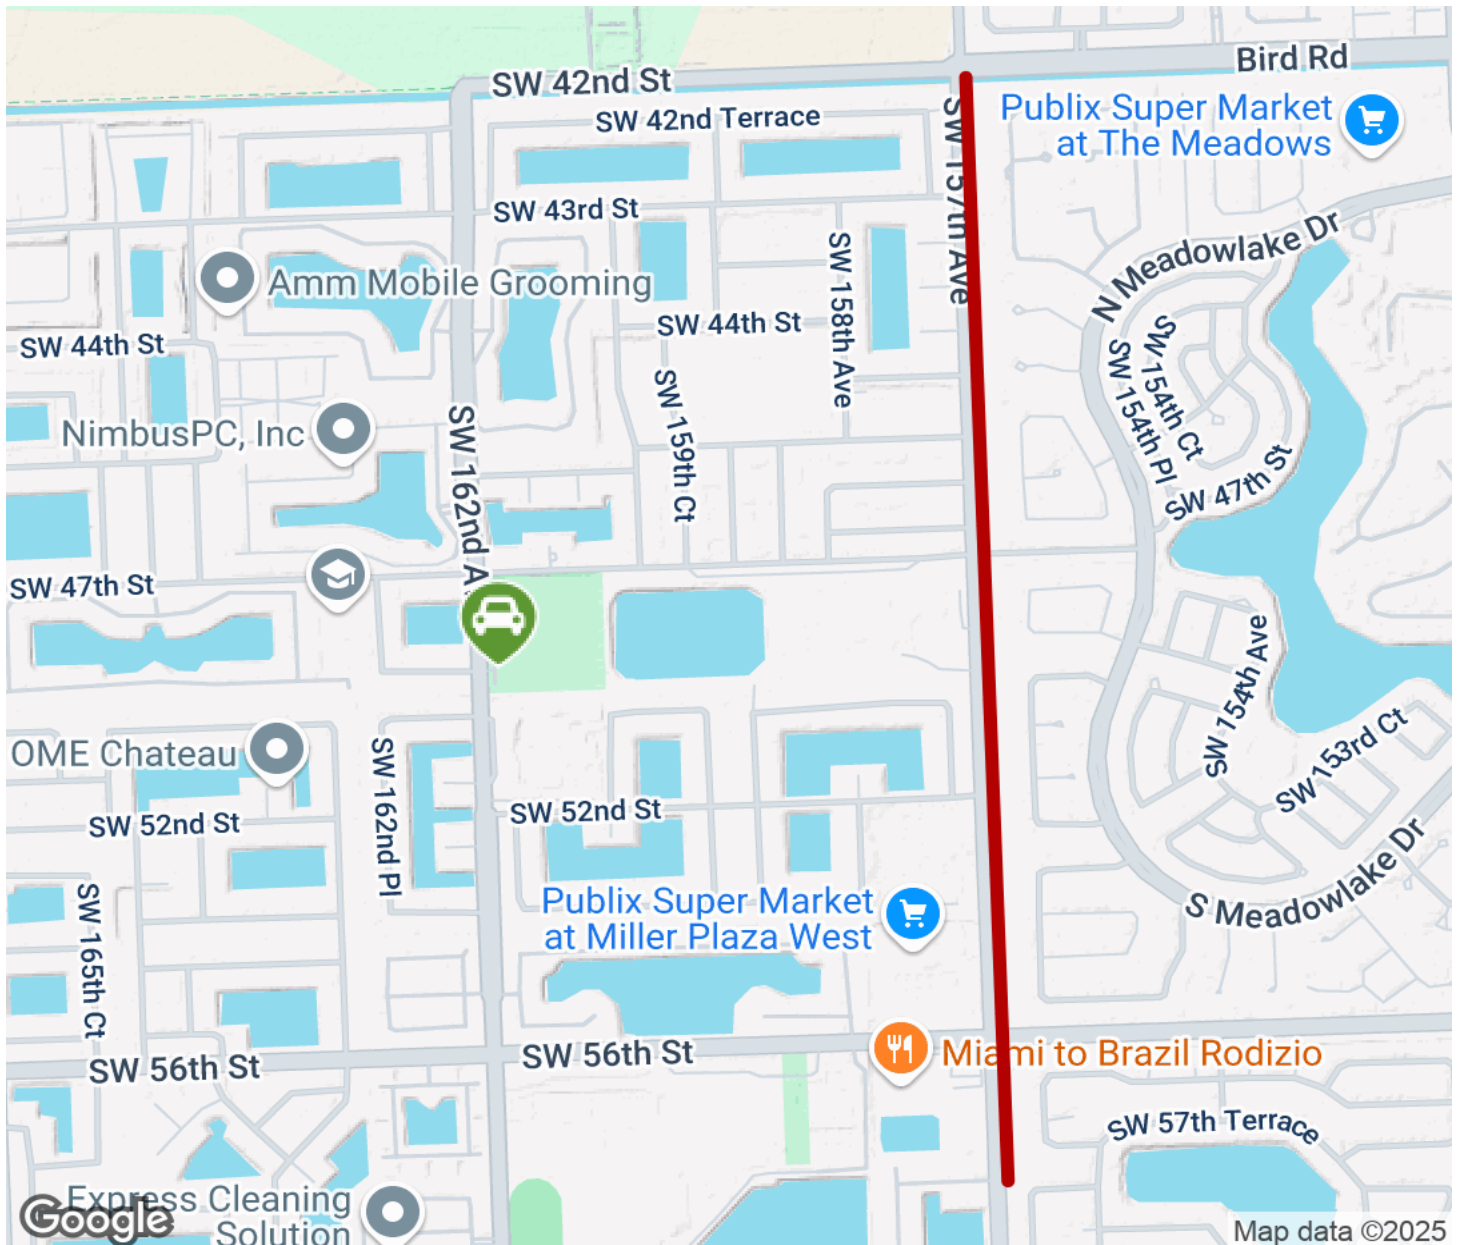 SW 42nd St
Bird Rd
SW 42nd Terrace
Publix Super Market
at The Meadows
SW 157th Ave
SW 43rd St
N Meadowlake Dr
Amm Mobile Grooming
SW 158th Ave
SW 44th St
SW 44th St
SW 154th Ct
SW 154th Pl
SW 159th Ct
NimbusPC, Inc
SW 162nd A
SW 47th St
SW 47th St
SW 154th Ave
OME Chateau
SW 162nd Pl
SW 153rd Ct
SW 52nd St
SW 52nd St
S Meadowlake Dr
Publix Super Market
at Miller Plaza West
SW 165th Ct
SW 56th St
SW 56th St
Miami to Brazil Rodizio
SW 57th Terrace
Express Cleaning
Solution
Google
Map data ©2025